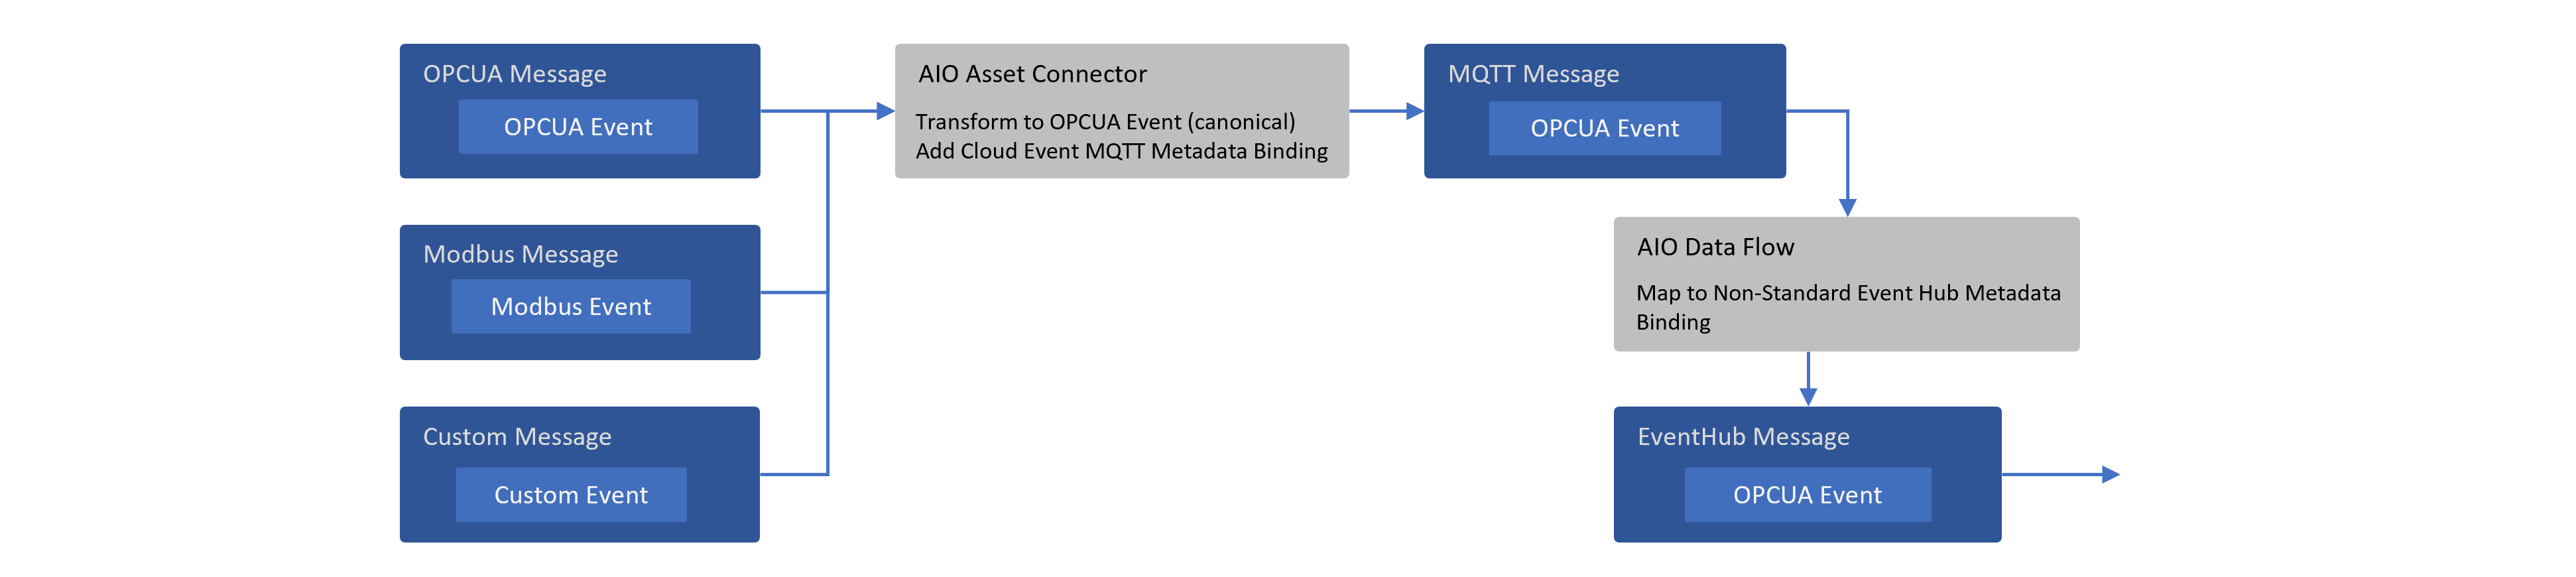 OPCUA Message
OPCUA Event
Modbus Message
Modbus Event
Custom Message
Custom Event
AIO Asset Connector
Transform to OPCUA Event (canonical)
Add Cloud Event MQTT Metadata Binding
MQTT Message
OPCUA Event
AIO Data Flow
Map to Non-Standard Event Hub Metadata
Binding
EventHub Message
OPCUA Event